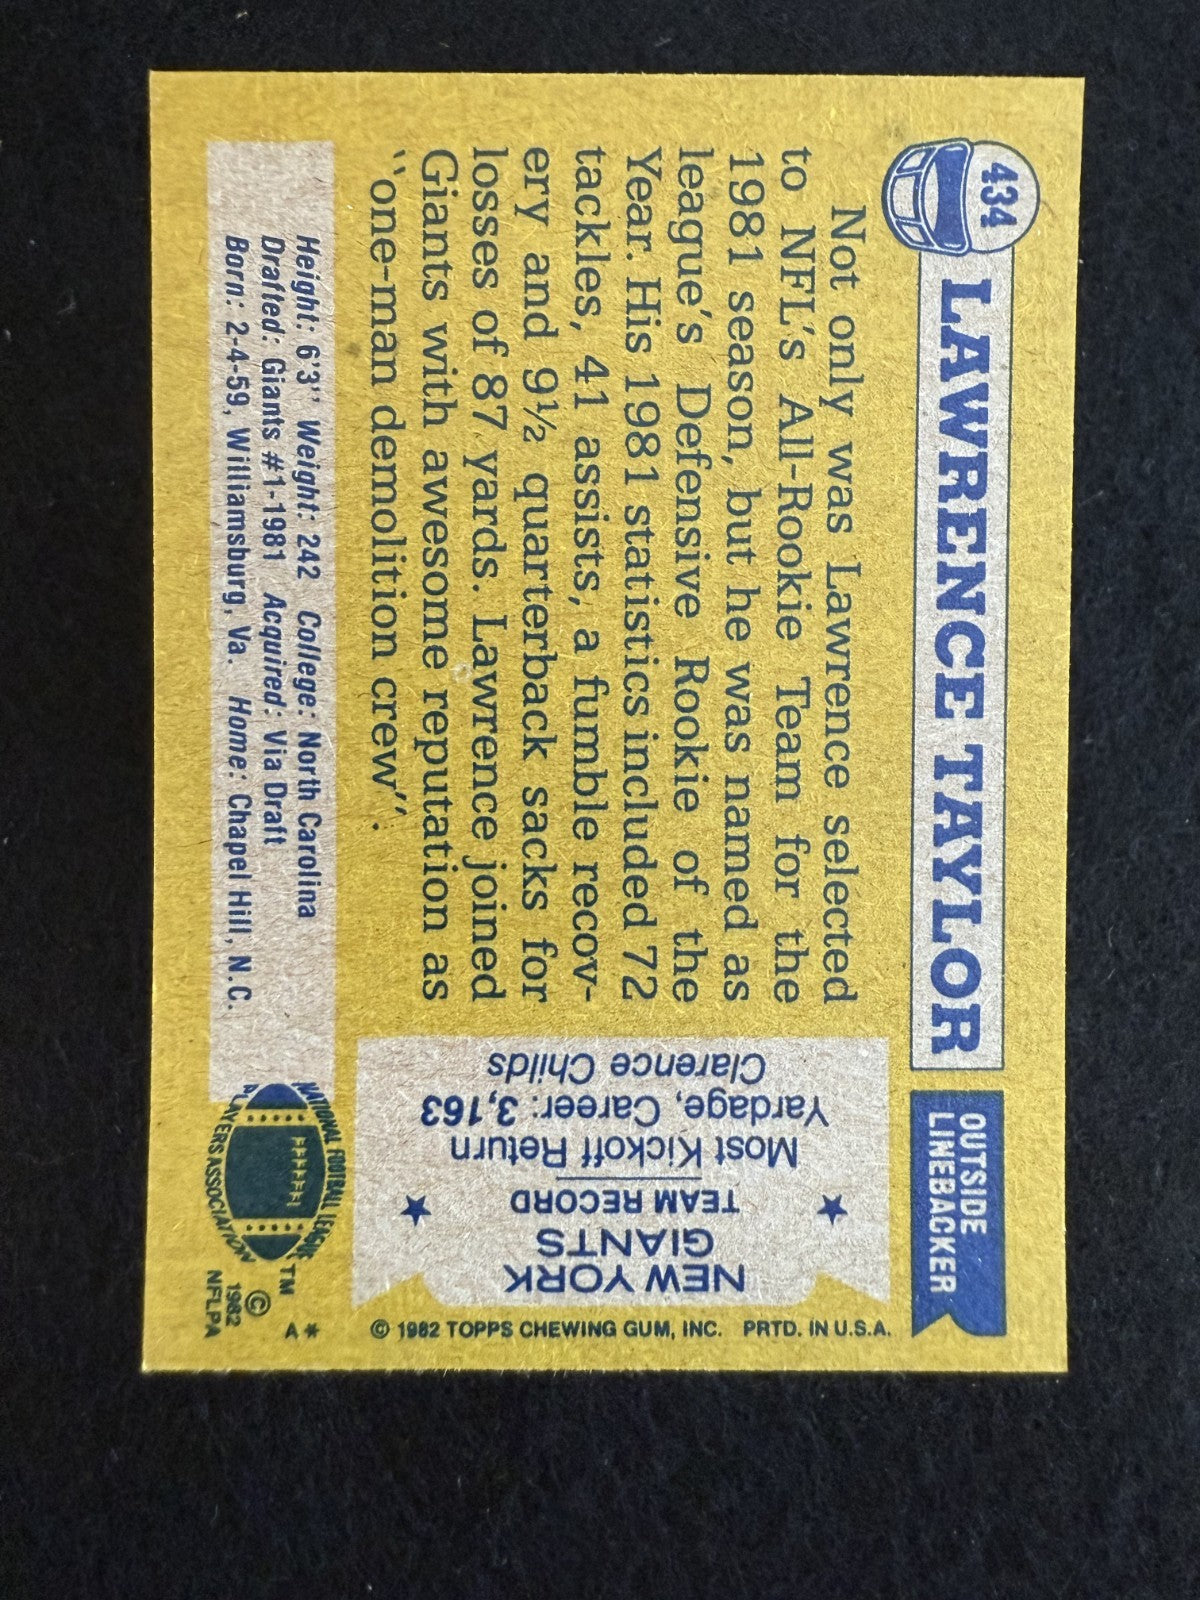 434
LAWRENCE TAYLOR
OUTSIDE
LINEBACKER
Not only was Lawrence selected
to NFL's All-Rookie Team for the
1981 season, but he was named as
league's Defensive Rookie of the
Year. His 1981 statistics included 72
tackles, 41 assists, a fumble recov-
ery and 9½ quarterback sacks for
losses of 87 yards. Lawrence joined
Giants with awesome reputation as
"one-man demolition crew".
NEW YORK
GIANTS
TEAM RECORD
Most Kickoff Return
Yardage, Career: 3,163
Clarence Childs
Height: 6'3" Weight: 242 College: North Carolina
Drafted: Giants #1-1981 Acquired: Via Draft
Born: 2-4-59, Williamsburg, Va. Home: Chapel Hill, N.C.
NATIONAL FOOTBALL LEAGUE
PLAYERS ASSOCIATION
TM
©
1982
NFLPA
A*
© 1982 TOPPS CHEWING GUM, INC. PRTD. IN U.S.A.